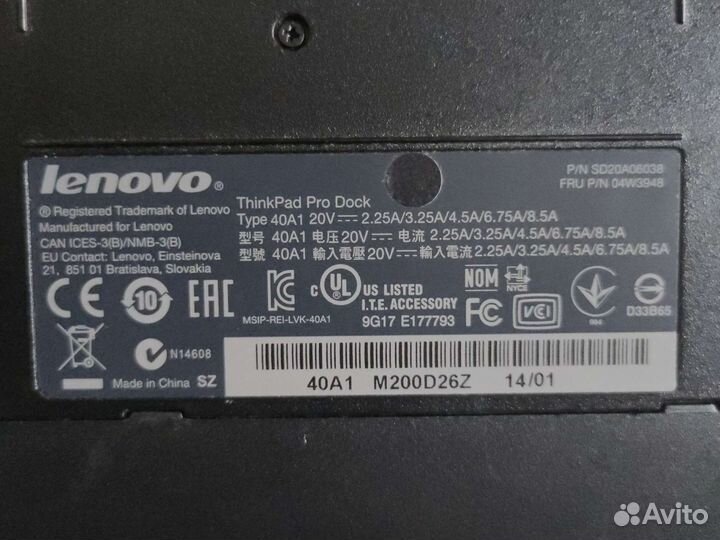 lenovo®
® Registered Trademark of Lenovo
Manufactured for Lenovo
CAN ICES-3(B)/NMB-3(B)
EU Contact: Lenovo, Einsteinova
21, 851 01 Bratislava, Slovakia
ThinkPad Pro Dock
Type 40A1 20V⎓ 2.25A/3.25A/4.5A/6.75A/8.5A
型号 40A1 电压 20V⎓ 电流 2.25A/3.25A/4.5A/6.75A/8.5A
型號 40A1 輸入電壓 20V⎓ 輸入電流 2.25A/3.25A/4.5A/6.75A/8.5A
P/N SD20A06038
FRU P/N 04W3948
CE 10 EAC
MSIP-REI-LVK-40A1
c UL US LISTED
I.T.E. ACCESSORY
9G17 E177793
NOM NYCE
FC VCI
004
D33B65
N14608
Made in China SZ
40A1 M200D26Z 14/01
Avito